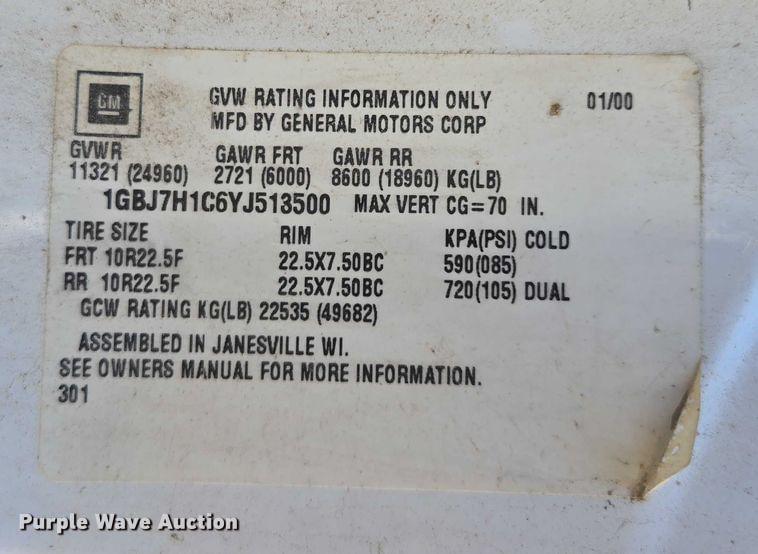 GM
GVW RATING INFORMATION ONLY 01/00
MFD BY GENERAL MOTORS CORP
GVWR GAWR FRT GAWR RR
11321 (24960) 2721 (6000) 8600 (18960) KG(LB)
1GBJ7H1C6YJ513500 MAX VERT CG=70 IN.
TIRE SIZE RIM KPA(PSI) COLD
FRT 10R22.5F 22.5X7.50BC 590(085)
RR 10R22.5F 22.5X7.50BC 720(105) DUAL
GCW RATING KG(LB) 22535 (49682)
ASSEMBLED IN JANESVILLE WI.
SEE OWNERS MANUAL FOR MORE INFORMATION.
301
Purple Wave Auction